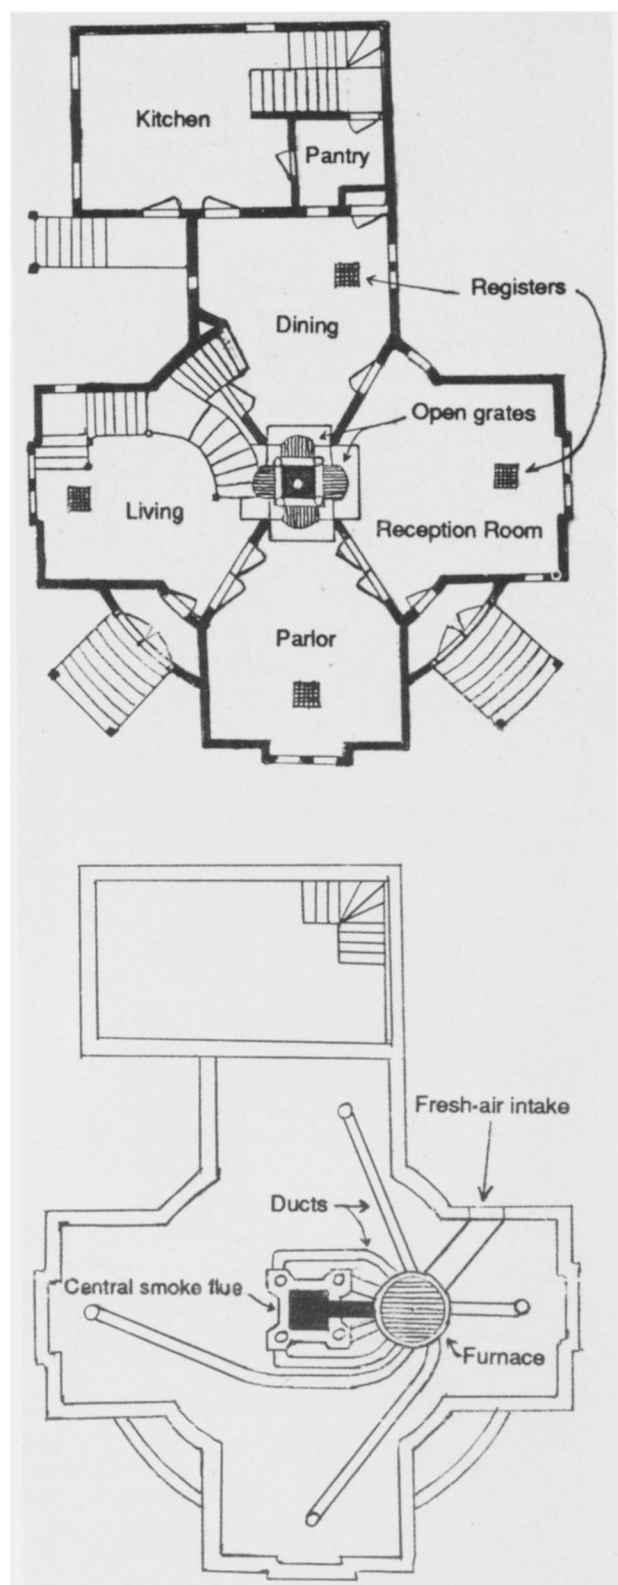 Kitchen
Pantry
Registers
Dining
Open grates
Living
Reception Room
Parlor
Fresh-air intake
Ducts
Central smoke flue
Furnace